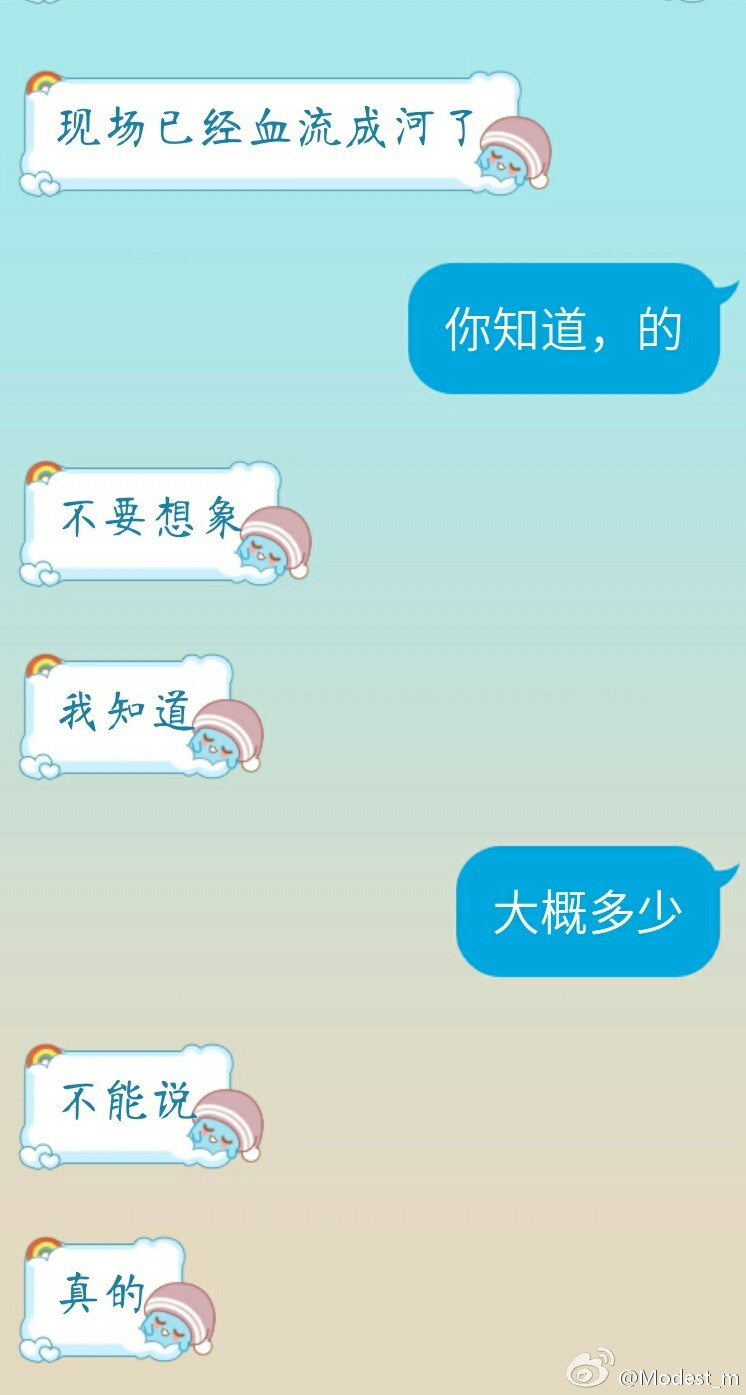 现场已经血流成河了
你知道，的
不要想象
我知道
大概多少
不能说
真的
@Modest_m